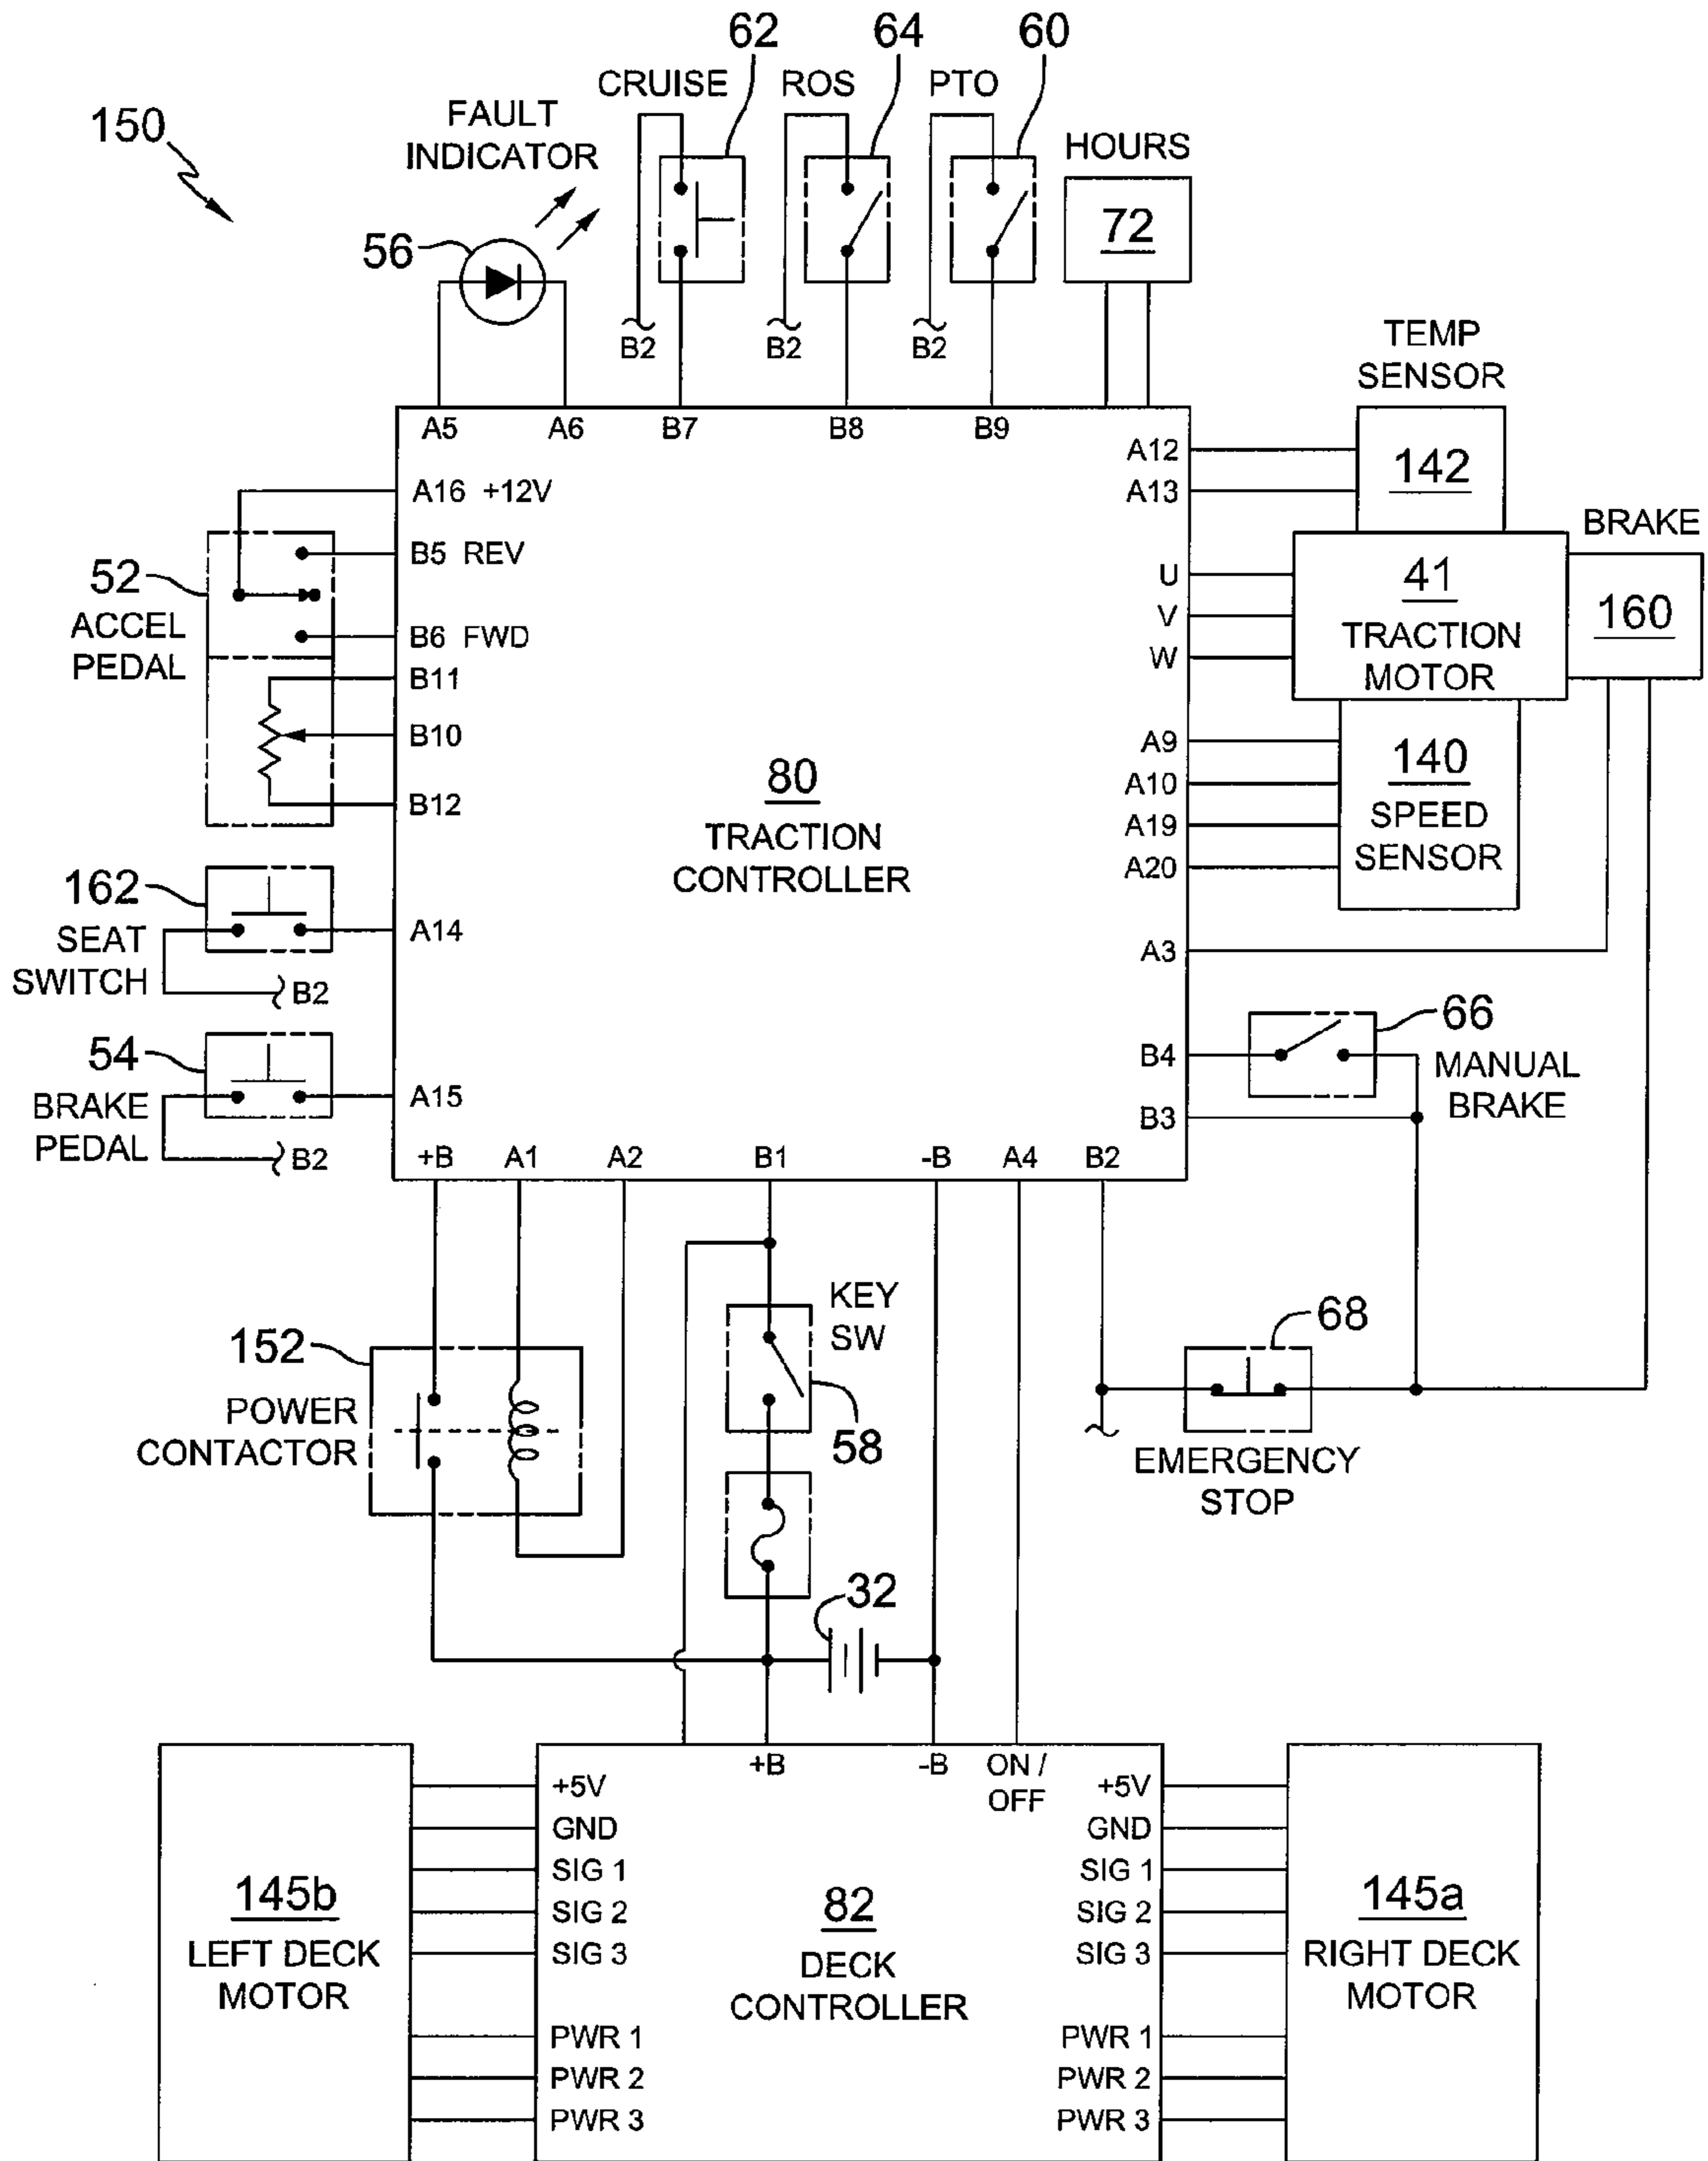 62
64
60
CRUISE
ROS
PTO
FAULT
INDICATOR
150
HOURS
72
56
B2
B2
B2
TEMP
SENSOR
A5
A6
B7
B8
B9
A12
A13
142
A16 +12V
BRAKE
B5 REV
52
ACCEL
PEDAL
B6 FWD
U
V
W
41
TRACTION
MOTOR
160
B11
B10
B12
80
TRACTION
CONTROLLER
A9
A10
A19
A20
140
SPEED
SENSOR
162
SEAT
SWITCH
A14
B2
A3
54
BRAKE
PEDAL
A15
B2
B4
B3
66
MANUAL
BRAKE
+B
A1
A2
B1
-B
A4
B2
KEY
SW
58
152
POWER
CONTACTOR
68
EMERGENCY
STOP
32
+B
-B
ON /
OFF
145b
LEFT DECK
MOTOR
+5V
GND
SIG 1
SIG 2
SIG 3
PWR 1
PWR 2
PWR 3
82
DECK
CONTROLLER
+5V
GND
SIG 1
SIG 2
SIG 3
PWR 1
PWR 2
PWR 3
145a
RIGHT DECK
MOTOR